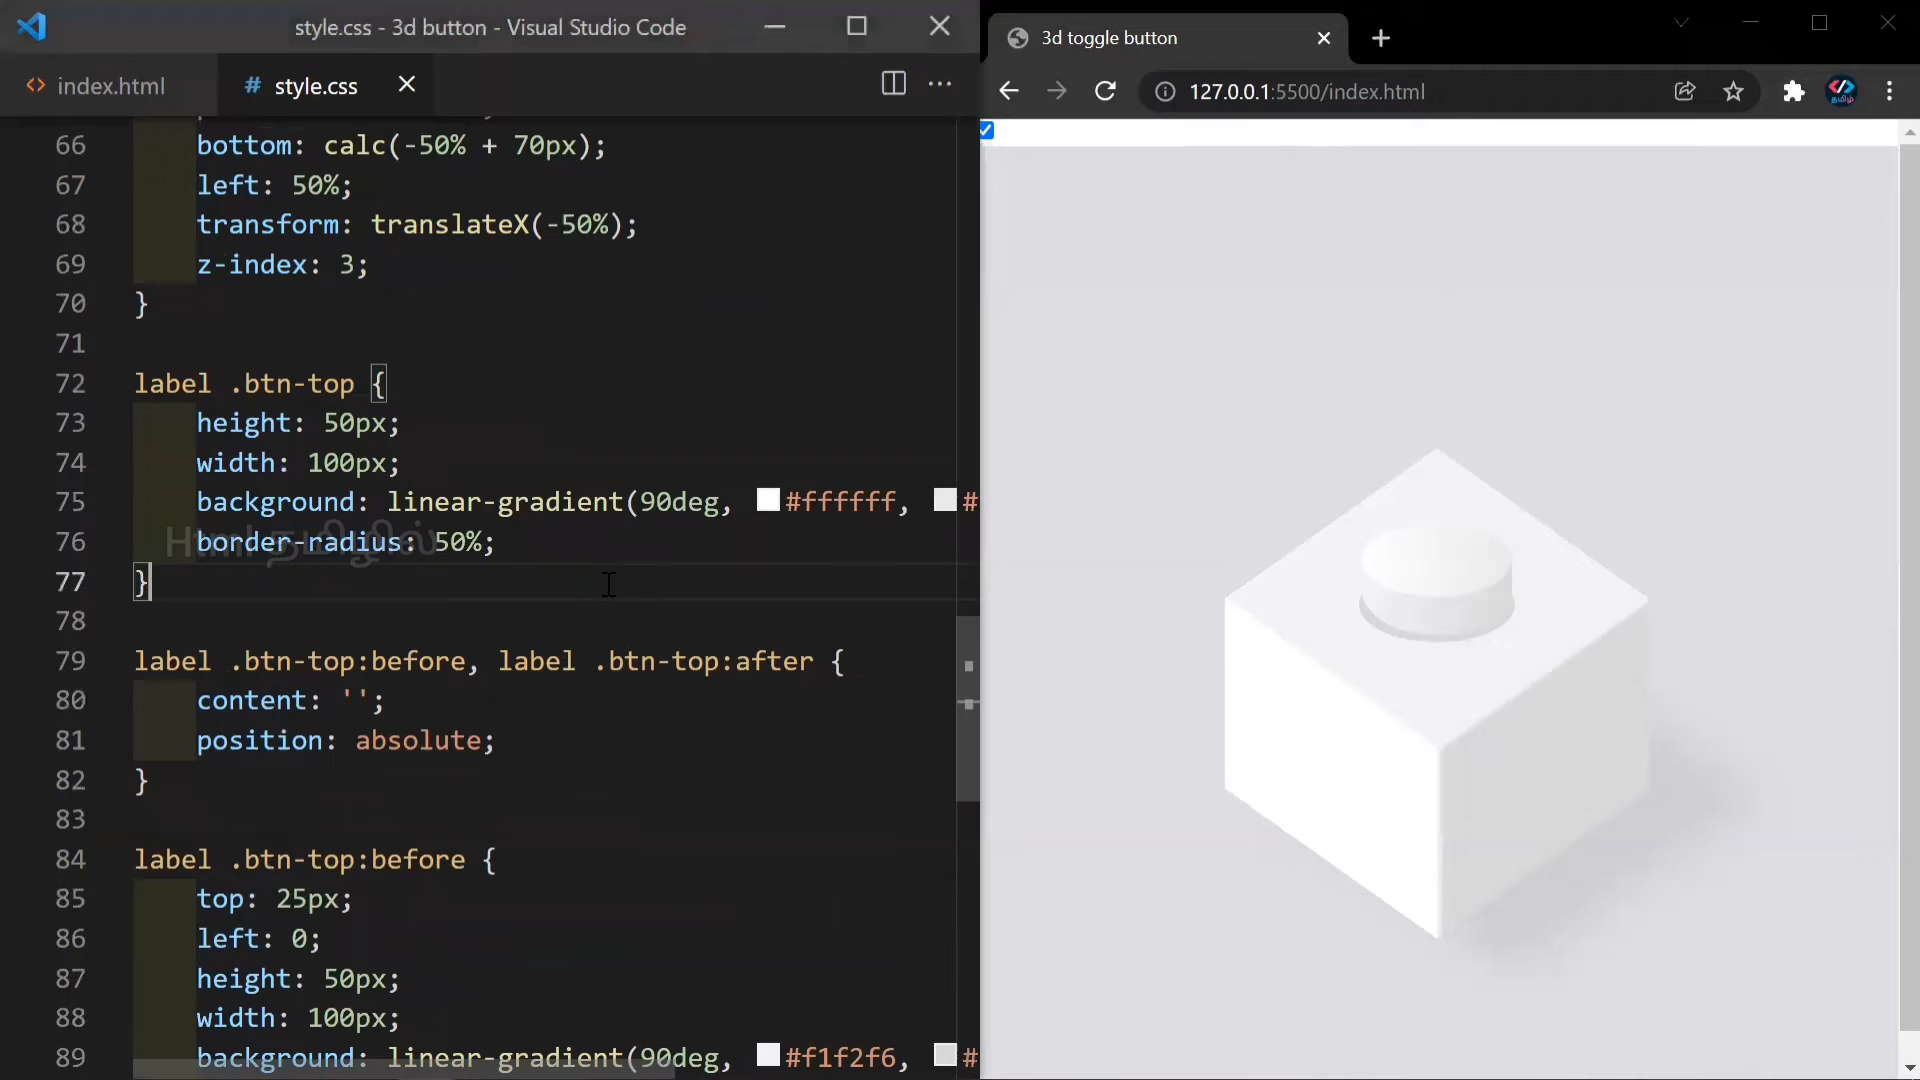 style.css - 3d button - Visual Studio Code
index.html
# style.css
66 bottom: calc(-50% + 70px);
67 left: 50%;
68 transform: translateX(-50%);
69 z-index: 3;
70 }
71
72 label .btn-top {
73 height: 50px;
74 width: 100px;
75 background: linear-gradient(90deg, #ffffff, #
76 border-radius: 50%;
Html தமிழில்
77 }
78
79 label .btn-top:before, label .btn-top:after {
80 content: '';
81 position: absolute;
82 }
83
84 label .btn-top:before {
85 top: 25px;
86 left: 0;
87 height: 50px;
88 width: 100px;
89 background: linear-gradient(90deg, #f1f2f6, #
3d toggle button
127.0.0.1:5500/index.html
தமிழ்